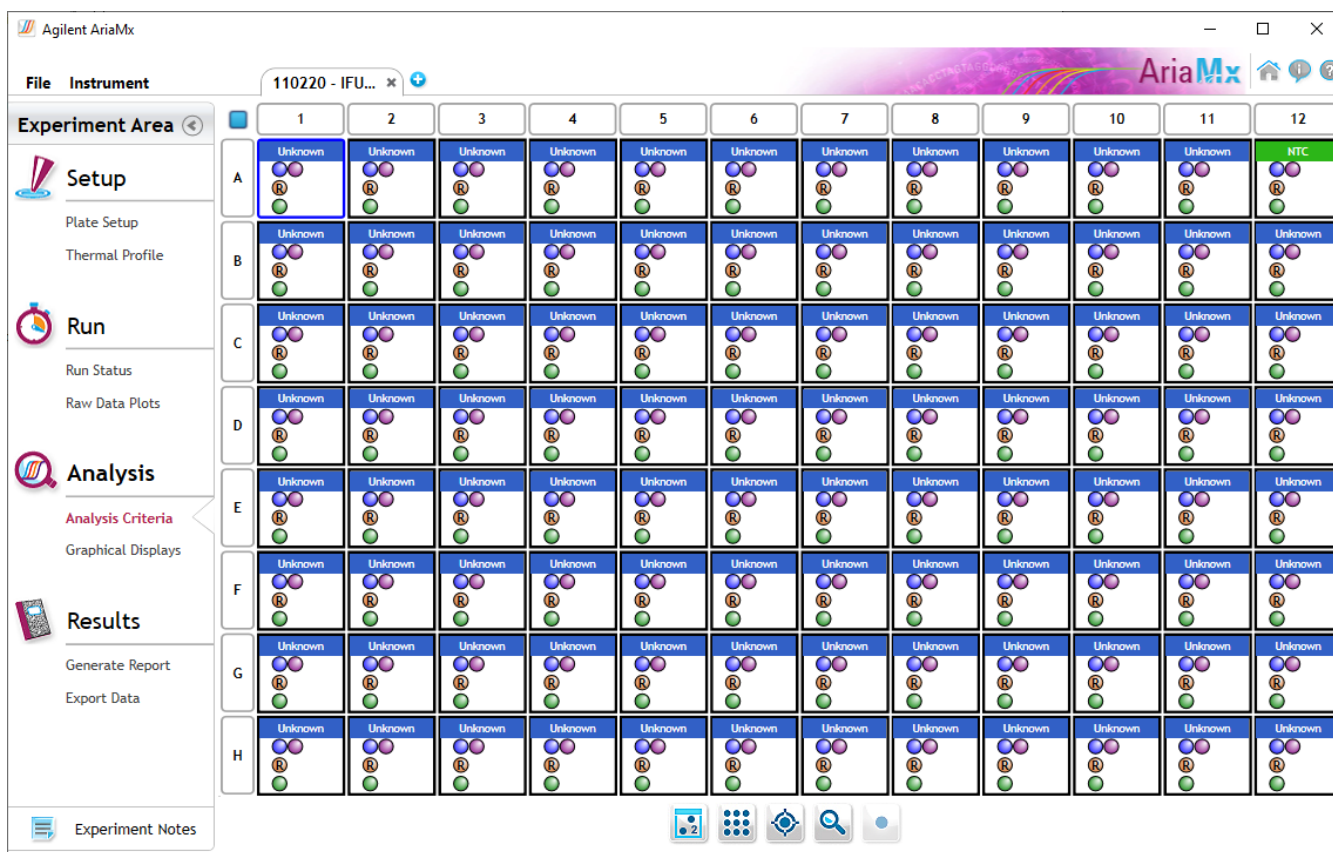 Agilent AriaMx
File Instrument
110220 - IFU...
AriaMx
Experiment Area
1 2 3 4 5 6 7 8 9 10 11 12
Setup
Plate Setup
Thermal Profile
Run
Run Status
Raw Data Plots
Analysis
Analysis Criteria
Graphical Displays
Results
Generate Report
Export Data
Experiment Notes
A
Unknown Unknown Unknown Unknown Unknown Unknown Unknown Unknown Unknown Unknown Unknown NTC
R R R R R R R R R R R R
B
Unknown Unknown Unknown Unknown Unknown Unknown Unknown Unknown Unknown Unknown Unknown Unknown
R R R R R R R R R R R R
C
Unknown Unknown Unknown Unknown Unknown Unknown Unknown Unknown Unknown Unknown Unknown Unknown
R R R R R R R R R R R R
D
Unknown Unknown Unknown Unknown Unknown Unknown Unknown Unknown Unknown Unknown Unknown Unknown
R R R R R R R R R R R R
E
Unknown Unknown Unknown Unknown Unknown Unknown Unknown Unknown Unknown Unknown Unknown Unknown
R R R R R R R R R R R R
F
Unknown Unknown Unknown Unknown Unknown Unknown Unknown Unknown Unknown Unknown Unknown Unknown
R R R R R R R R R R R R
G
Unknown Unknown Unknown Unknown Unknown Unknown Unknown Unknown Unknown Unknown Unknown Unknown
R R R R R R R R R R R R
H
Unknown Unknown Unknown Unknown Unknown Unknown Unknown Unknown Unknown Unknown Unknown Unknown
R R R R R R R R R R R R
2